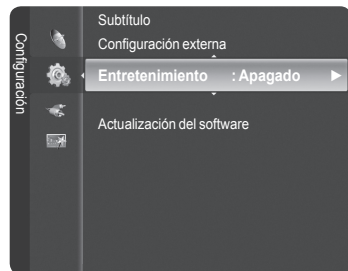 Configuración
Subtítulo
Configuración externa
Entretenimiento : Apagado
Actualización del software